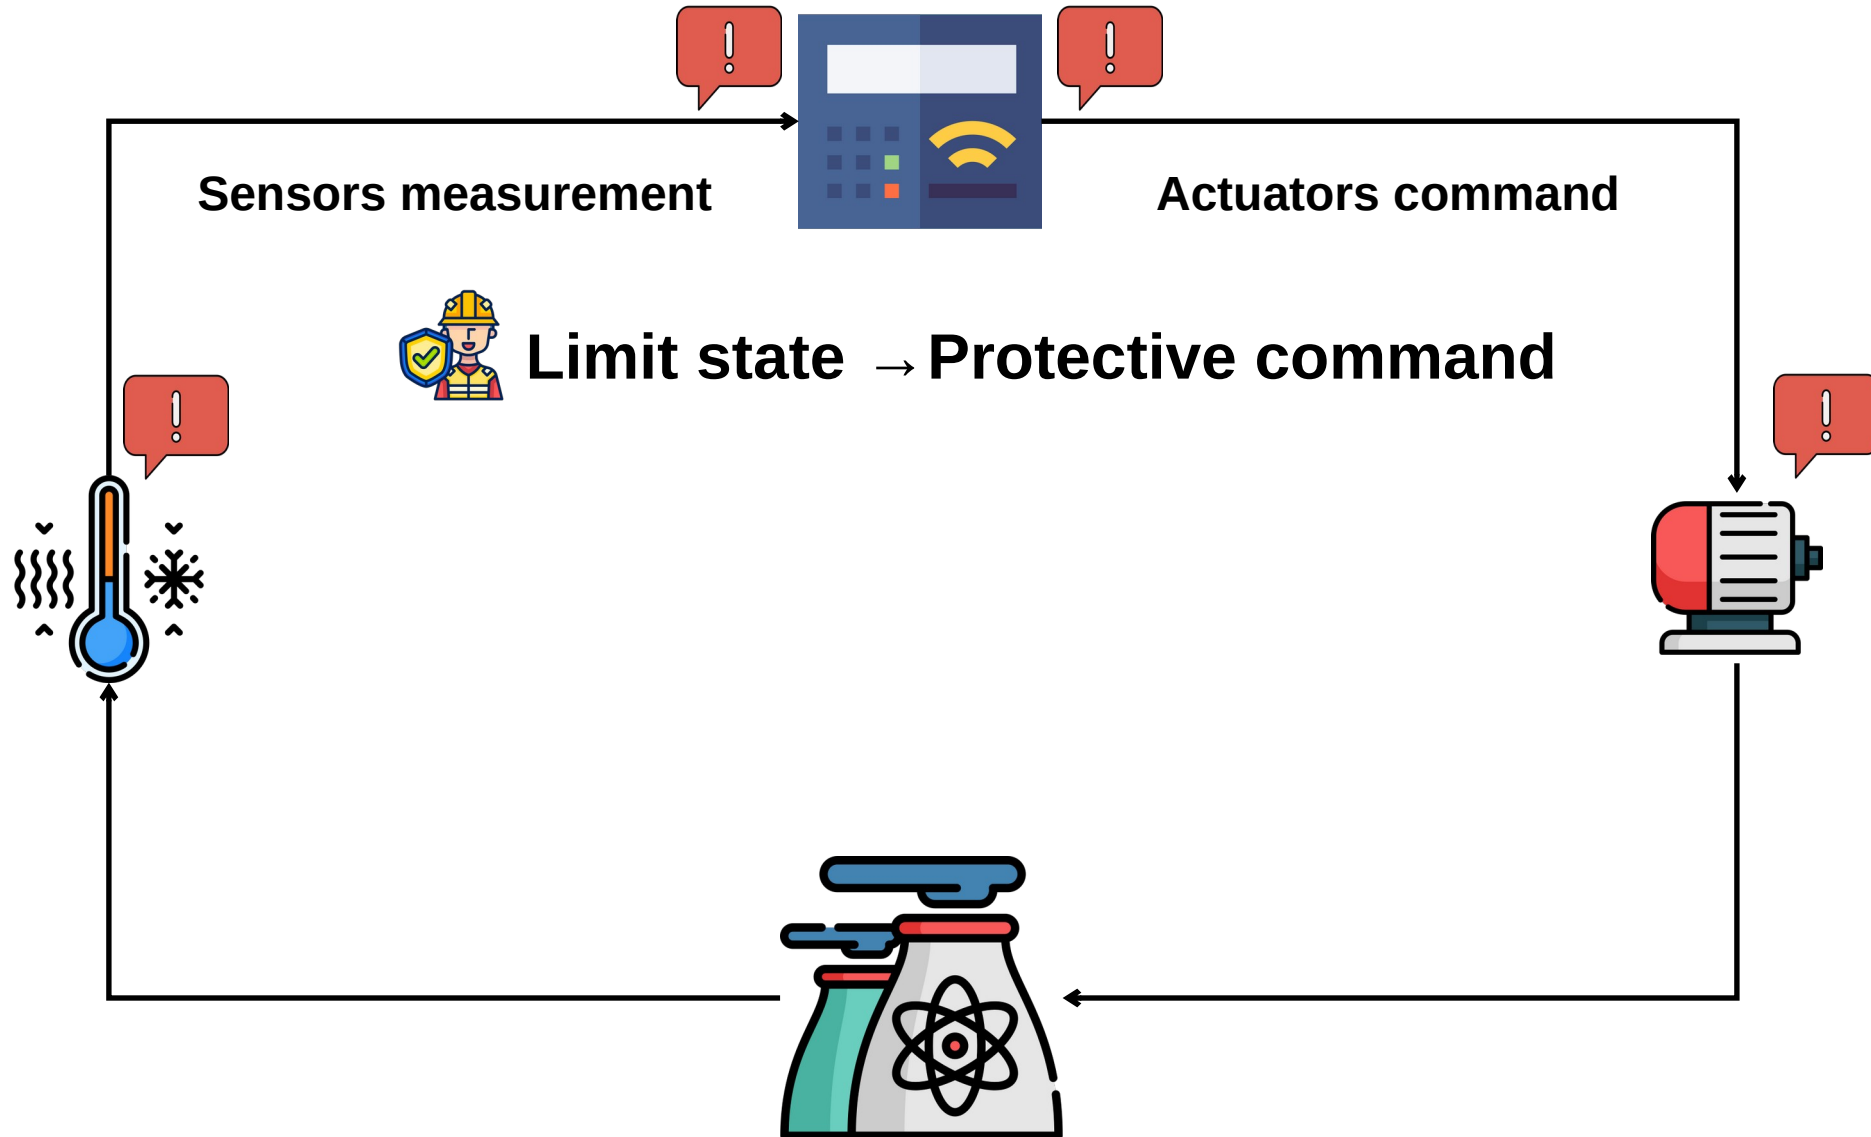 Sensors measurement
Actuators command
Limit state →Protective command